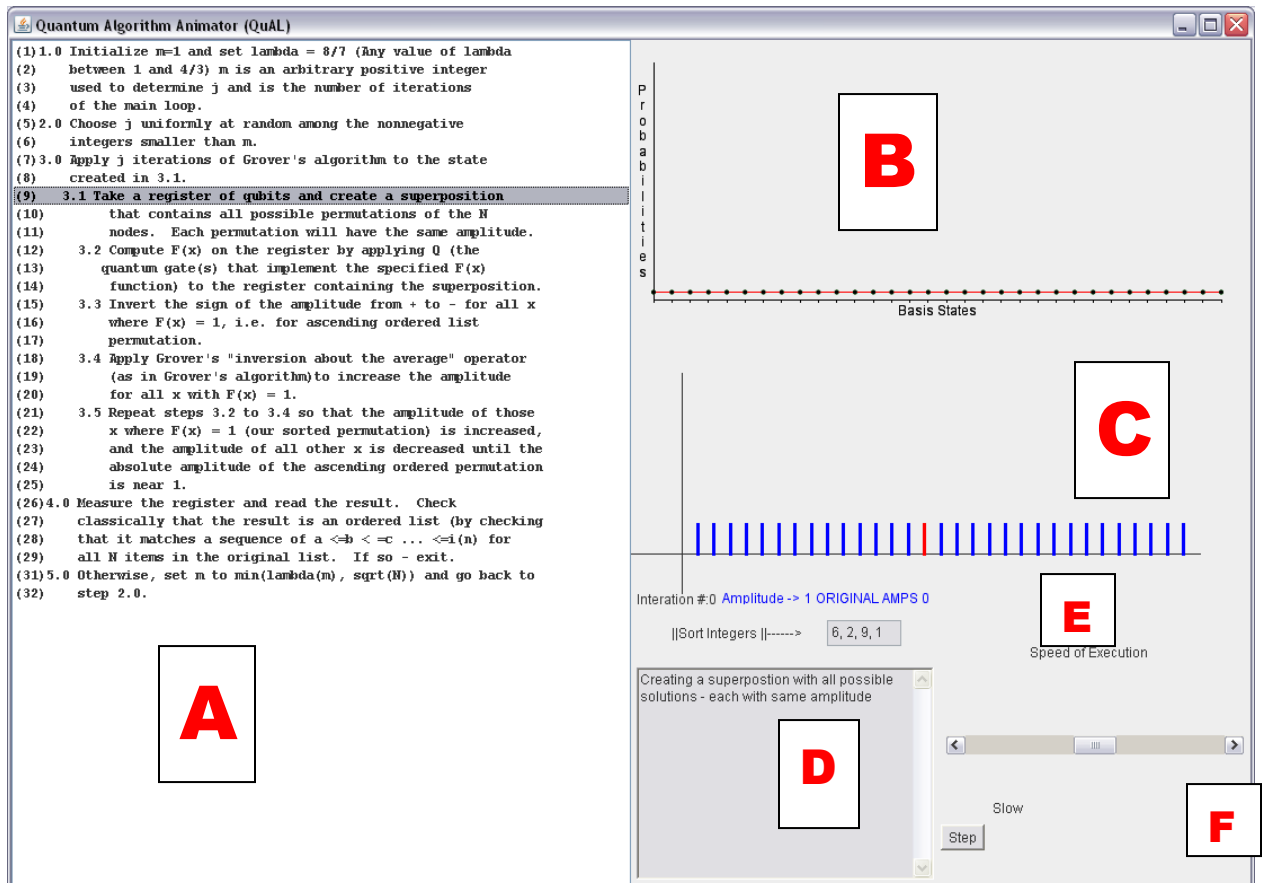 Quantum Algorithm Animator (QuAL)
(1)1.0 Initialize m=1 and set lambda = 8/7 (Any value of lambda
(2) between 1 and 4/3) m is an arbitrary positive integer
(3) used to determine j and is the number of iterations
(4) of the main loop.
(5)2.0 Choose j uniformly at random among the nonnegative
(6) integers smaller than m.
(7)3.0 Apply j iterations of Grover's algorithm to the state
(8) created in 3.1.
(9) 3.1 Take a register of qubits and create a superposition
(10) that contains all possible permutations of the N
(11) nodes. Each permutation will have the same amplitude.
(12) 3.2 Compute F(x) on the register by applying Q (the
(13) quantum gate(s) that implement the specified F(x)
(14) function) to the register containing the superposition.
(15) 3.3 Invert the sign of the amplitude from + to - for all x
(16) where F(x) = 1, i.e. for ascending ordered list
(17) permutation.
(18) 3.4 Apply Grover's "inversion about the average" operator
(19) (as in Grover's algorithm)to increase the amplitude
(20) for all x with F(x) = 1.
(21) 3.5 Repeat steps 3.2 to 3.4 so that the amplitude of those
(22) x where F(x) = 1 (our sorted permutation) is increased,
(23) and the amplitude of all other x is decreased until the
(24) absolute amplitude of the ascending ordered permutation
(25) is near 1.
(26)4.0 Measure the register and read the result. Check
(27) classically that the result is an ordered list (by checking
(28) that it matches a sequence of a <=b < =c ... <=i(n) for
(29) all N items in the original list. If so - exit.
(31)5.0 Otherwise, set m to min(lambda(m), sqrt(N)) and go back to
(32) step 2.0.
A
Probabilities
B
Basis States
C
Interation #:0 Amplitude -> 1 ORIGINAL AMPS 0
||Sort Integers ||------> 6, 2, 9, 1
E
Speed of Execution
Creating a superpostion with all possible
solutions - each with same amplitude
D
Slow
Step
F